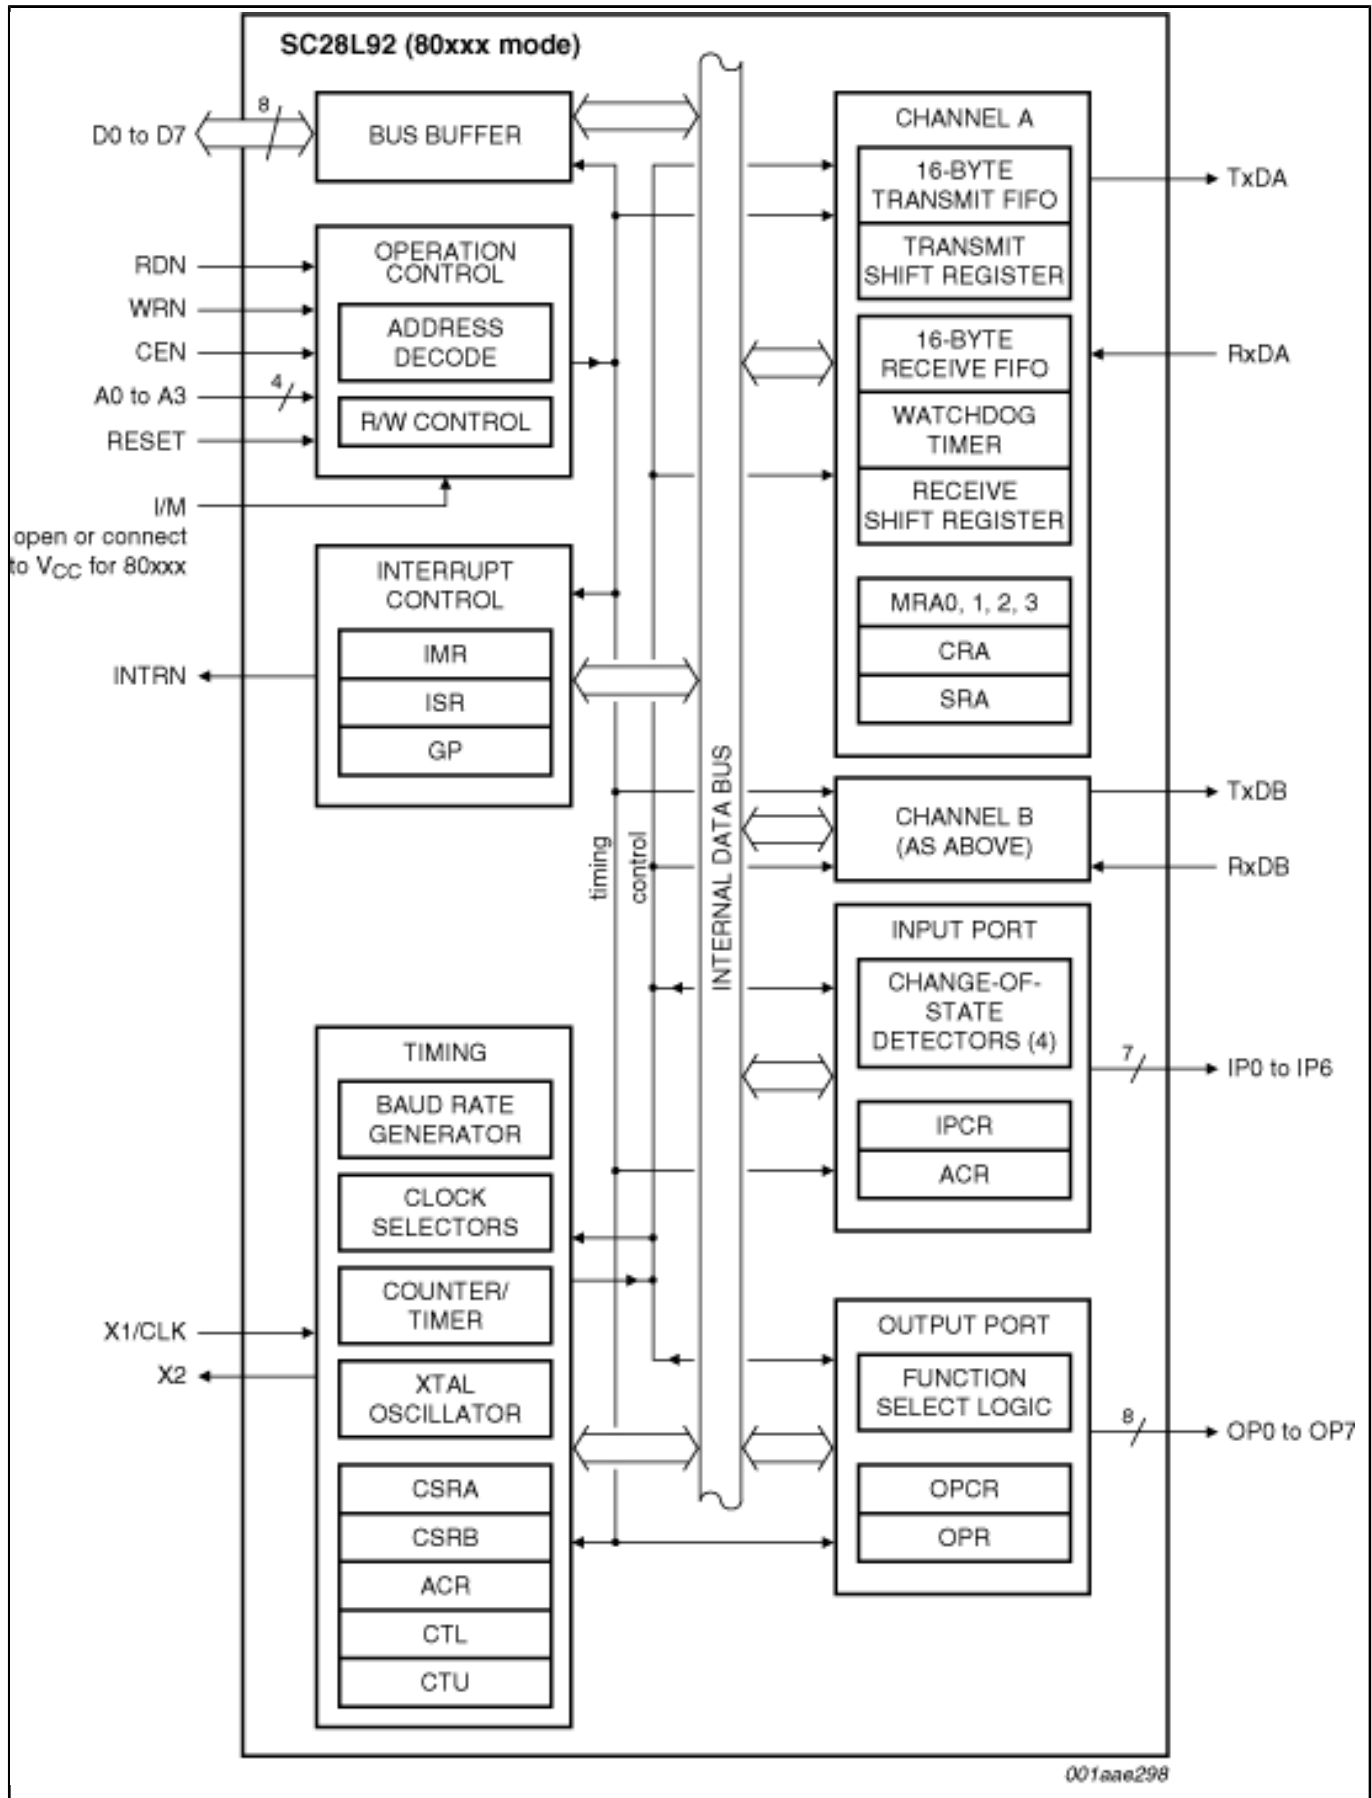 SC28L92 (80xxx mode)
D0 to D7
8
BUS BUFFER
RDN
WRN
CEN
A0 to A3
4
RESET
I/M
open or connect
to VCC for 80xxx
OPERATION
CONTROL
ADDRESS
DECODE
R/W CONTROL
INTRN
INTERRUPT
CONTROL
IMR
ISR
GP
timing
control
INTERNAL DATA BUS
X1/CLK
X2
TIMING
BAUD RATE
GENERATOR
CLOCK
SELECTORS
COUNTER/
TIMER
XTAL
OSCILLATOR
CSRA
CSRB
ACR
CTL
CTU
CHANNEL A
16-BYTE
TRANSMIT FIFO
TRANSMIT
SHIFT REGISTER
16-BYTE
RECEIVE FIFO
WATCHDOG
TIMER
RECEIVE
SHIFT REGISTER
MRA0, 1, 2, 3
CRA
SRA
TxDA
RxDA
CHANNEL B
(AS ABOVE)
TxDB
RxDB
INPUT PORT
CHANGE-OF-
STATE
DETECTORS (4)
IPCR
ACR
7
IP0 to IP6
OUTPUT PORT
FUNCTION
SELECT LOGIC
OPCR
OPR
8
OP0 to OP7
001aae298